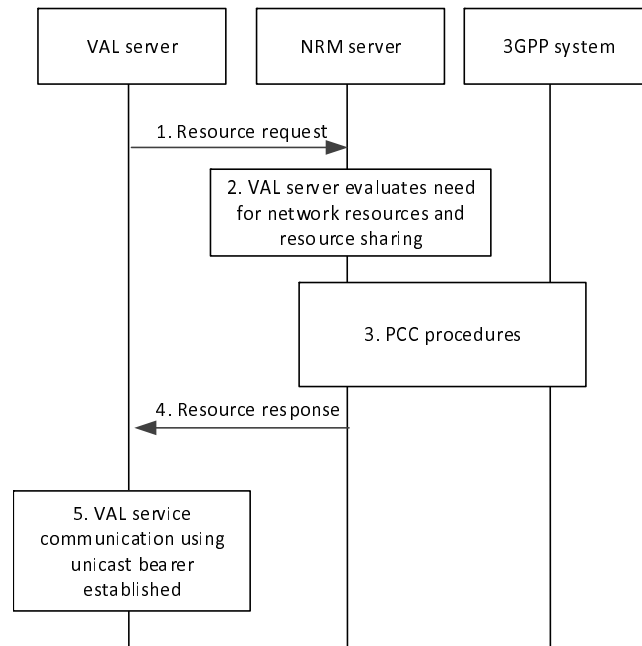 VAL server
NRM server
3GPP system
1. Resource request
2. VAL server evaluates need
for network resources and
resource sharing
3. PCC procedures
4. Resource response
5. VAL service
communication using
unicast bearer
established